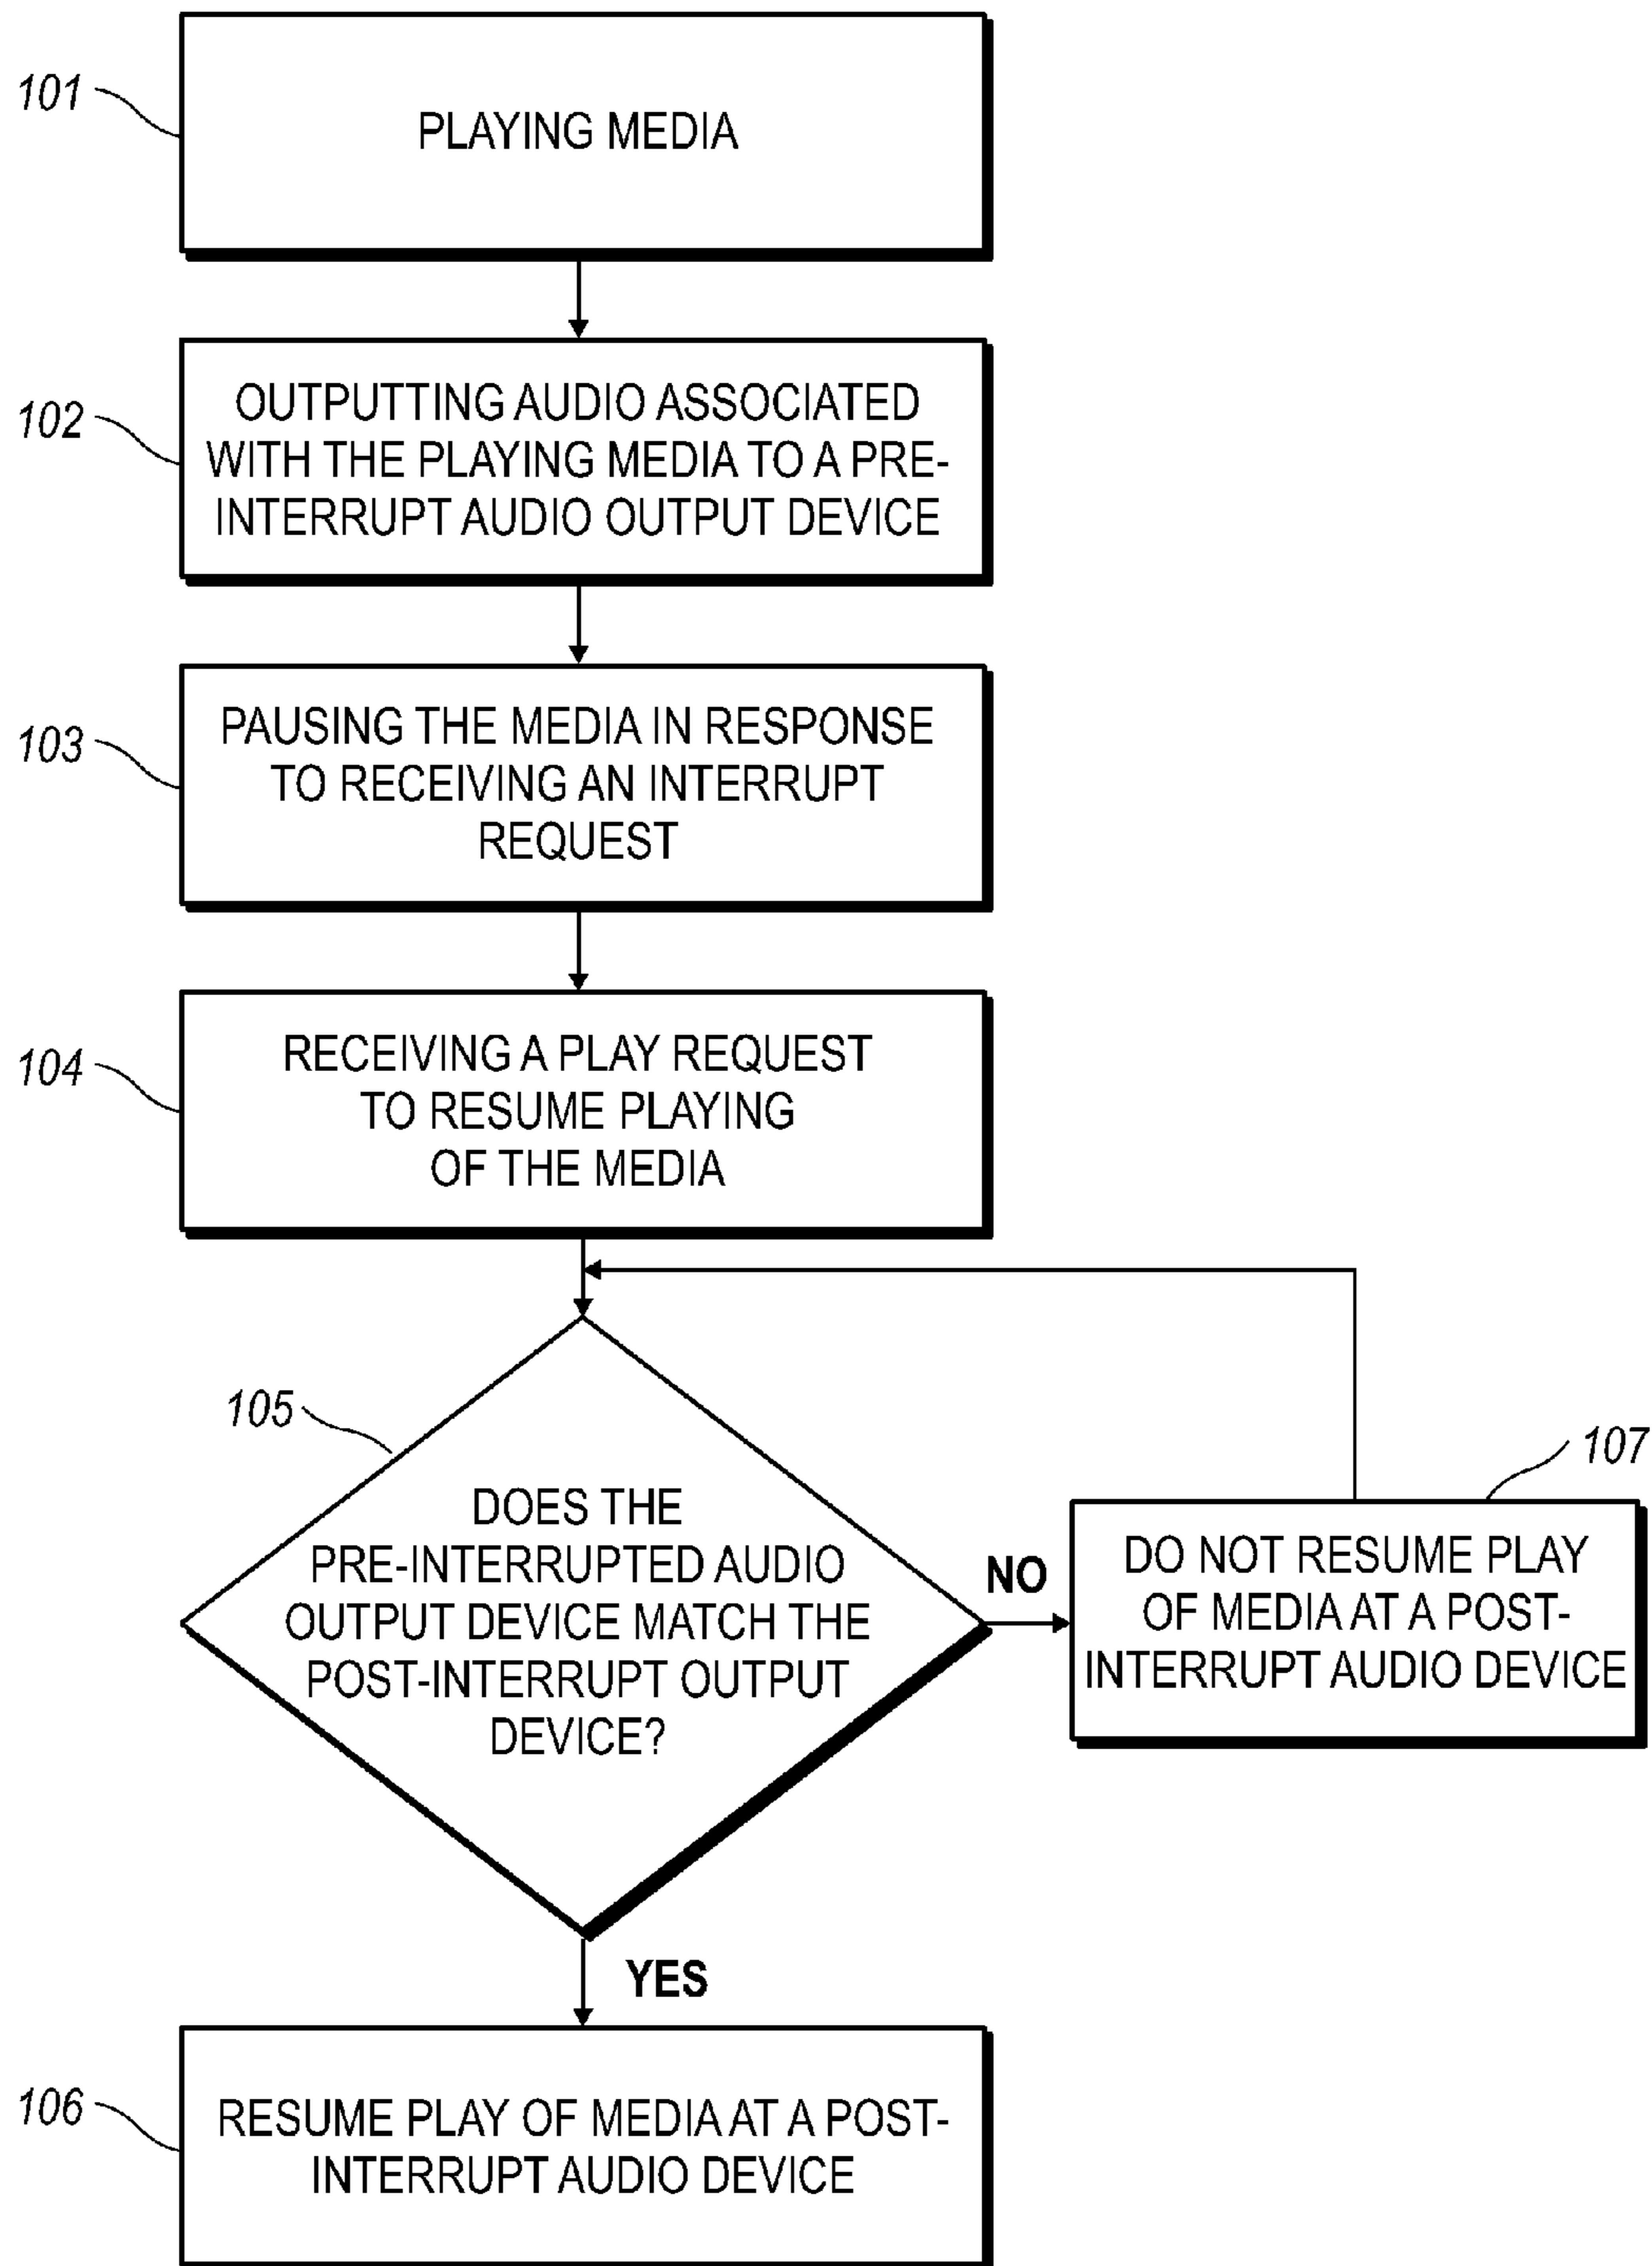 101
PLAYING MEDIA
102
OUTPUTTING AUDIO ASSOCIATED
WITH THE PLAYING MEDIA TO A PRE-
INTERRUPT AUDIO OUTPUT DEVICE
103
PAUSING THE MEDIA IN RESPONSE
TO RECEIVING AN INTERRUPT
REQUEST
104
RECEIVING A PLAY REQUEST
TO RESUME PLAYING
OF THE MEDIA
105
DOES THE
PRE-INTERRUPTED AUDIO
OUTPUT DEVICE MATCH THE
POST-INTERRUPT OUTPUT
DEVICE?
NO
107
DO NOT RESUME PLAY
OF MEDIA AT A POST-
INTERRUPT AUDIO DEVICE
YES
106
RESUME PLAY OF MEDIA AT A POST-
INTERRUPT AUDIO DEVICE